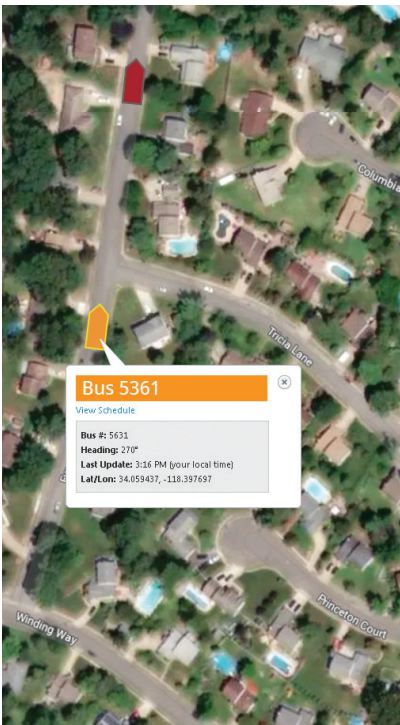 Columbia
Tricia Lane
Bus 5361
View Schedule
Bus #: 5631
Heading: 270°
Last Update: 3:16 PM (your local time)
Lat/Lon: 34.059437, -118.397697
Princeton Court
Winding Way